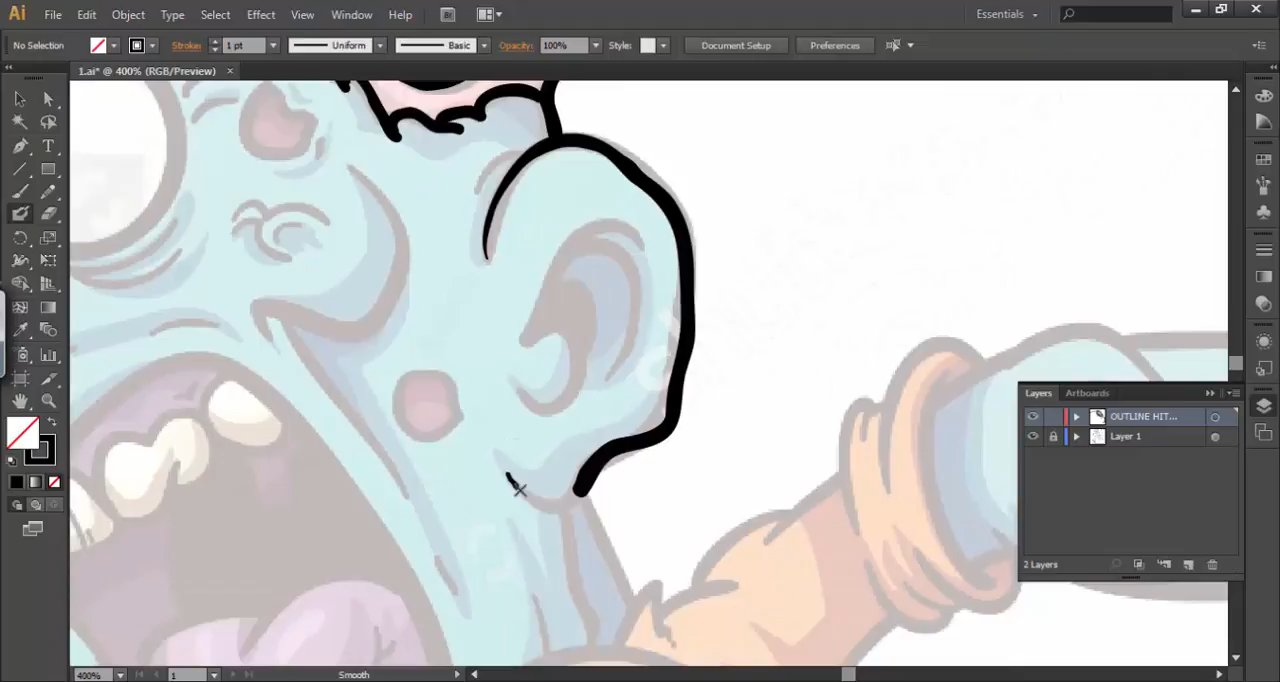 Ai File Edit Object Type Select Effect View Window Help Br Essentials
No Selection Stroke: 1 pt Uniform Basic Opacity: 100% Style: Document Setup Preferences
1.ai* @ 400% (RGB/Preview) ×
Layers Artboards
OUTLINE HIT...
Layer 1
2 Layers
400% 1 Smooth